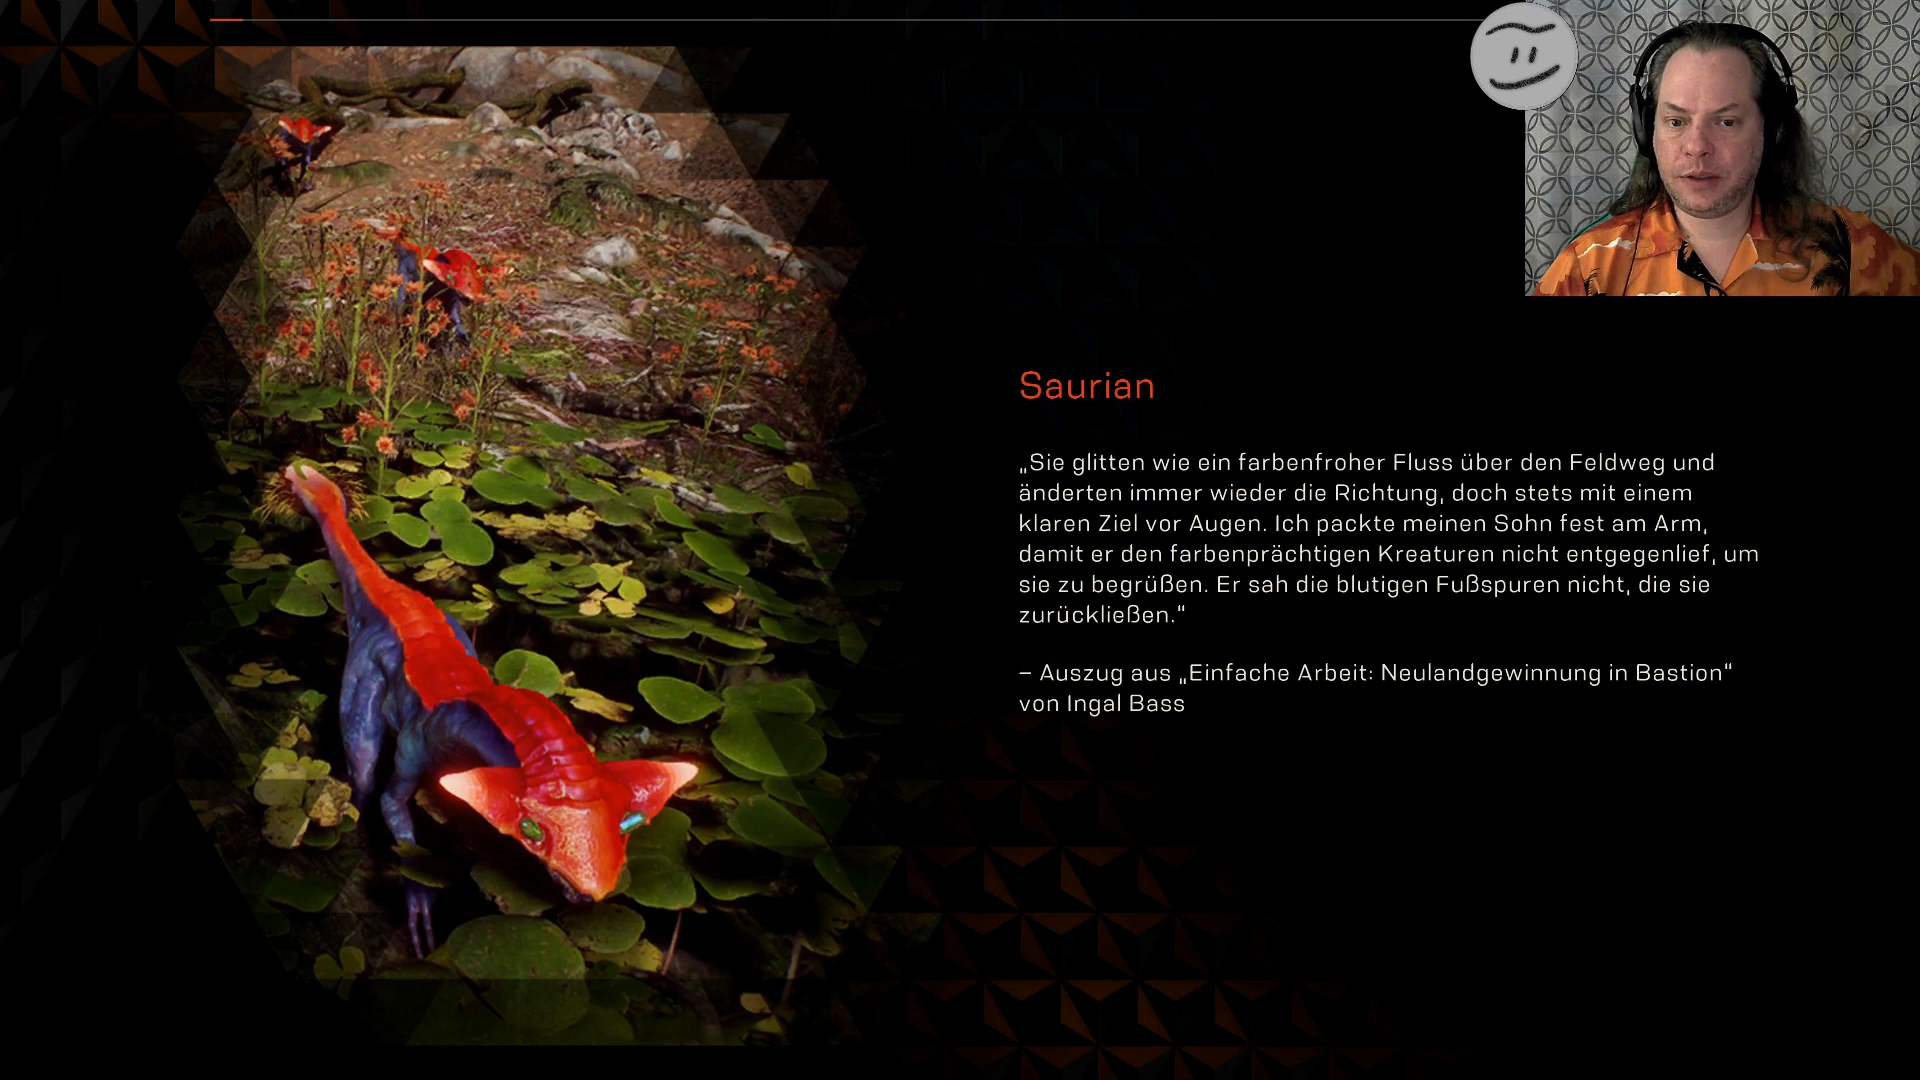 Saurian
„Sie glitten wie ein farbenfroher Fluss über den Feldweg und
änderten immer wieder die Richtung, doch stets mit einem
klaren Ziel vor Augen. Ich packte meinen Sohn fest am Arm,
damit er den farbenprächtigen Kreaturen nicht entgegenlief, um
sie zu begrüßen. Er sah die blutigen Fußspuren nicht, die sie
zurückließen.“
– Auszug aus „Einfache Arbeit: Neulandgewinnung in Bastion“
von Ingal Bass